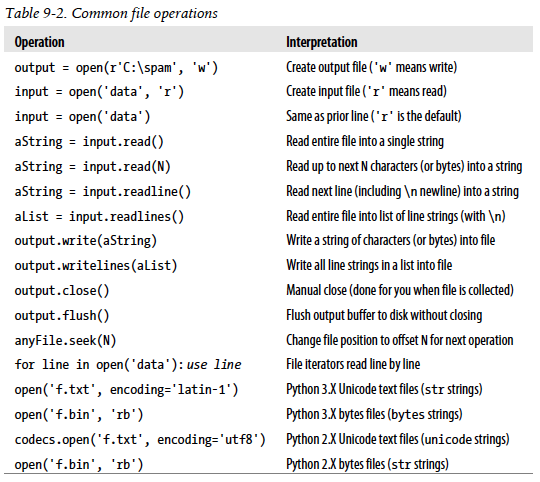 Table 9-2. Common file operations
Operation Interpretation
output = open(r'C:\spam', 'w') Create output file ('w' means write)
input = open('data', 'r') Create input file ('r' means read)
input = open('data') Same as prior line ('r' is the default)
aString = input.read() Read entire file into a single string
aString = input.read(N) Read up to next N characters (or bytes) into a string
aString = input.readline() Read next line (including \n newline) into a string
aList = input.readlines() Read entire file into list of line strings (with \n)
output.write(aString) Write a string of characters (or bytes) into file
output.writelines(aList) Write all line strings in a list into file
output.close() Manual close (done for you when file is collected)
output.flush() Flush output buffer to disk without closing
anyFile.seek(N) Change file position to offset N for next operation
for line in open('data'): use line File iterators read line by line
open('f.txt', encoding='latin-1') Python 3.X Unicode text files (str strings)
open('f.bin', 'rb') Python 3.X bytes files (bytes strings)
codecs.open('f.txt', encoding='utf8') Python 2.X Unicode text files (unicode strings)
open('f.bin', 'rb') Python 2.X bytes files (str strings)